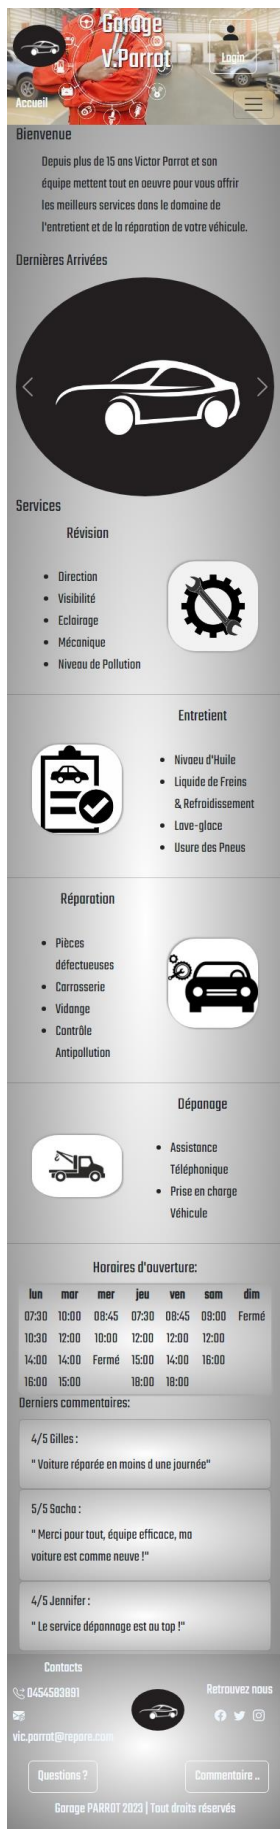 Garage
V.Parrot
Login
Accueil
Bienvenue
Depuis plus de 15 ans Victor Parrot et son
équipe mettent tout en oeuvre pour vous offrir
les meilleurs services dans le domaine de
l'entretient et de la réparation de votre véhicule.
Dernières Arrivées
Services
Révision
Direction
Visibilité
Eclairage
Mécanique
Niveau de Pollution
Entretient
Nivaeu d'Huile
Liquide de Freins
& Refroidissement
Lave-glace
Usure des Pneus
Réparation
Pièces
défectueuses
Carrosserie
Vidange
Contrôle
Antipollution
Dépanage
Assistance
Téléphonique
Prise en charge
Véhicule
Horaires d'ouverture:
lun mar mer jeu ven sam dim
07:30 10:00 08:45 07:30 08:45 09:00 Fermé
10:30 12:00 10:00 12:00 12:00 12:00
14:00 14:00 Fermé 15:00 14:00 16:00
16:00 15:00 18:00 18:00
Derniers commentaires:
4/5 Gilles :
" Voiture réparée en moins d une journée"
5/5 Sacha :
" Merci pour tout, équipe efficace, ma
voiture est comme neuve !"
4/5 Jennifer :
" Le service dépannage est au top !"
Contacts
0454583891
vic.parrot@repare.com
Retrouvez nous
Questions ?
Commentaire ..
Garage PARROT 2023 | Tout droits réservés